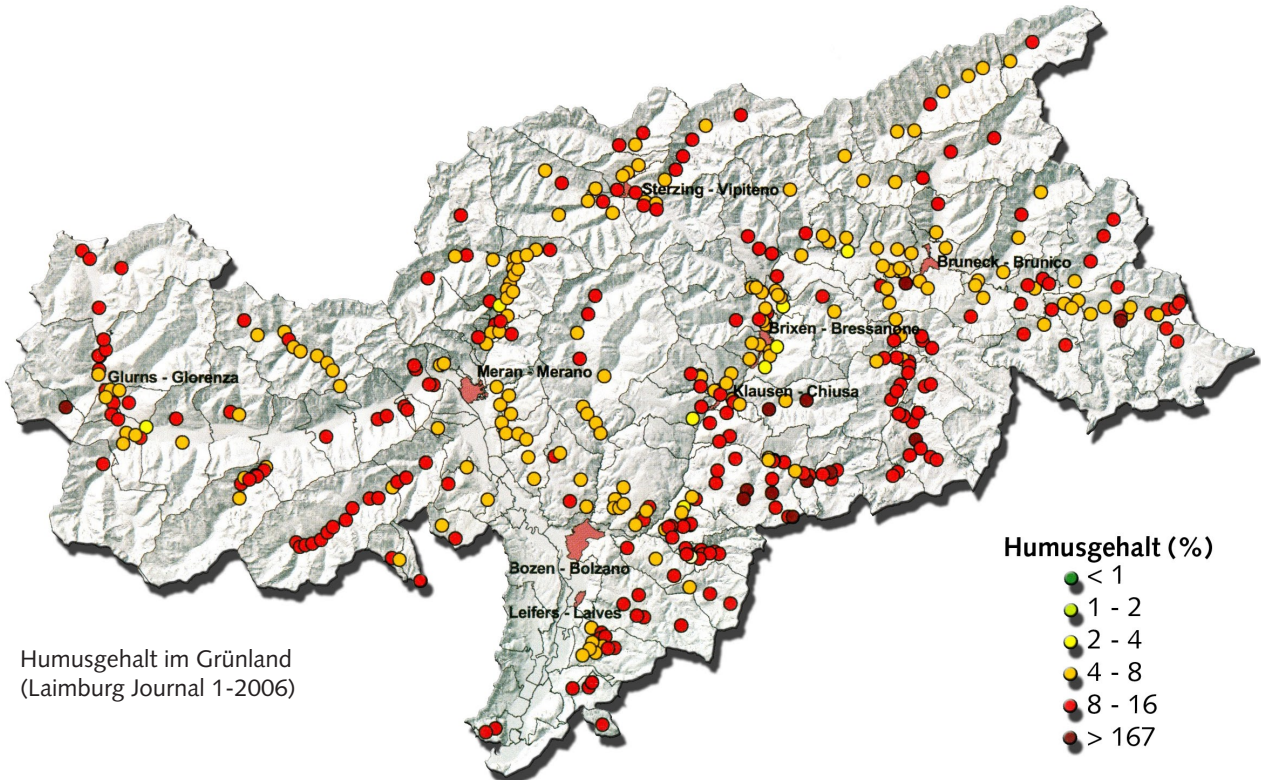 Sterzing - Vipiteno
Bruneck - Brunico
Brixen - Bressanone
Glurns - Glorenza
Meran - Merano
Klausen - Chiusa
Bozen - Bolzano
Leifers - Laives
Humusgehalt im Grünland
(Laimburg Journal 1-2006)
Humusgehalt (%)
< 1
1 - 2
2 - 4
4 - 8
8 - 16
> 167